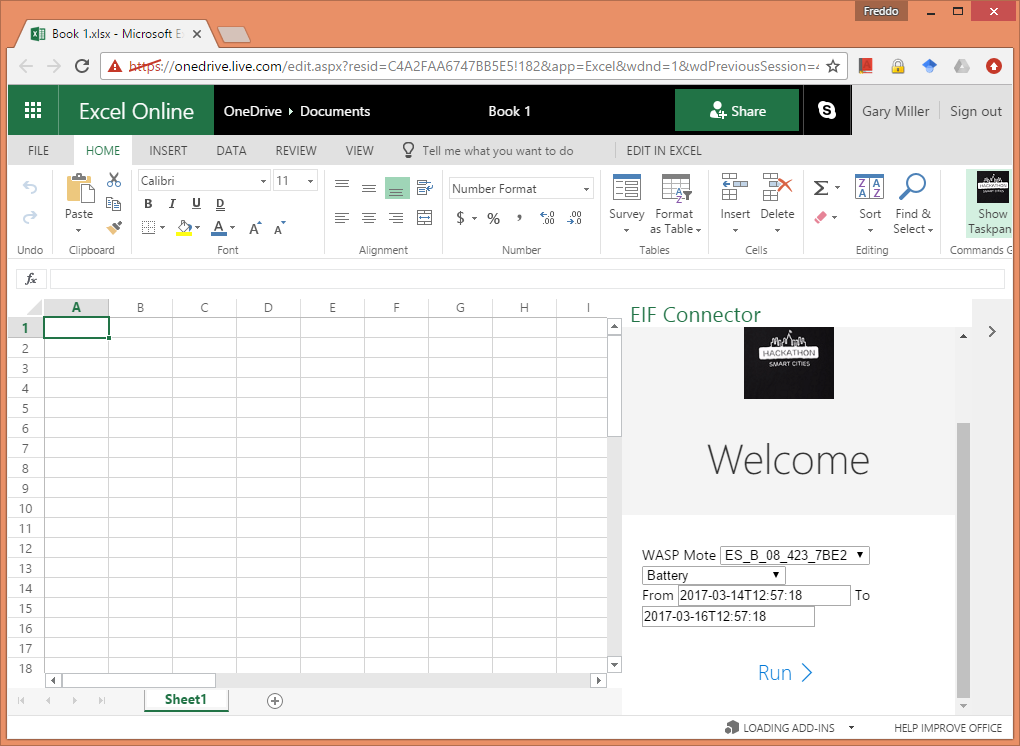 Freddo
Book 1.xlsx - Microsoft E
https://onedrive.live.com/edit.aspx?resid=C4A2FAA6747BB5E5!182&app=Excel&wdnd=1&wdPreviousSession=4
Excel Online OneDrive Documents Book 1 Share Gary Miller Sign out
FILE HOME INSERT DATA REVIEW VIEW Tell me what you want to do EDIT IN EXCEL
Calibri 11 Number Format
B I U D
Paste $ % , .00 .00 Survey Format as Table Insert Delete Σ Sort Find & Select Show Taskpan
A A A
Undo Clipboard Font Alignment Number Tables Cells Editing Commands G
fx
A B C D E F G H I
EIF Connector
1
2
3
4
5
6
7
8
9
10
11
12
13
14
15
16
17
18
HACKATHON
SMART CITIES
Welcome
WASP Mote ES_B_08_423_7BE2
Battery
From 2017-03-14T12:57:18 To
2017-03-16T12:57:18
Run
Sheet1
LOADING ADD-INS HELP IMPROVE OFFICE